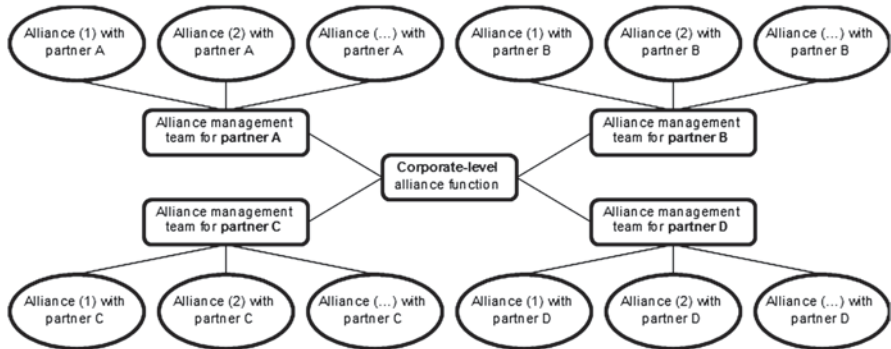 Alliance (1) with
partner A
Alliance (2) with
partner A
Alliance (...) with
partner A
Alliance (1) with
partner B
Alliance (2) with
partner B
Alliance (...) with
partner B
Alliance management
team for partner A
Alliance management
team for partner B
Corporate-level
alliance function
Alliance management
team for partner C
Alliance management
team for partner D
Alliance (1) with
partner C
Alliance (2) with
partner C
Alliance (...) with
partner C
Alliance (1) with
partner D
Alliance (2) with
partner D
Alliance (...) with
partner D